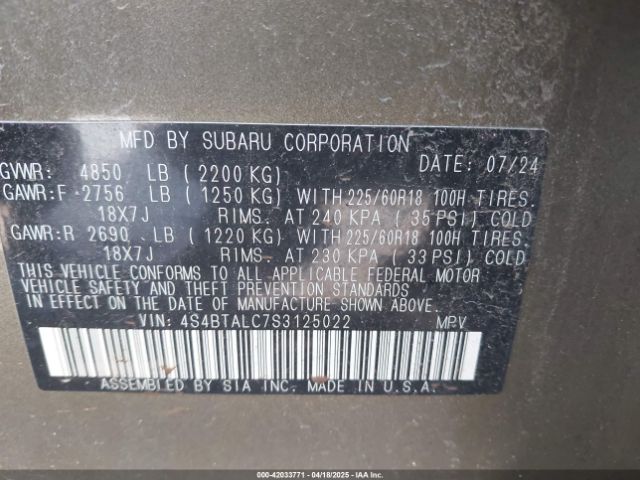 MFD BY SUBARU CORPORATION
GVWR: 4850 LB (2200 KG) DATE: 07/24
GAWR:F 2756 LB (1250 KG) WITH 225/60R18 100H TIRES.
18X7J RIMS. AT 240 KPA (35 PSI) COLD
GAWR:R 2690 LB (1220 KG) WITH 225/60R18 100H TIRES.
18X7J RIMS. AT 230 KPA (33 PSI) COLD
THIS VEHICLE CONFORMS TO ALL APPLICABLE FEDERAL MOTOR
VEHICLE SAFETY AND THEFT PREVENTION STANDARDS
IN EFFECT ON THE DATE OF MANUFACTURE SHOWN ABOVE.
VIN: 4S4BTALC7S3125022 MPV
ASSEMBLED BY SIA INC. MADE IN U.S.A.
000-42033771 - 04/18/2025 - IAAI.COM